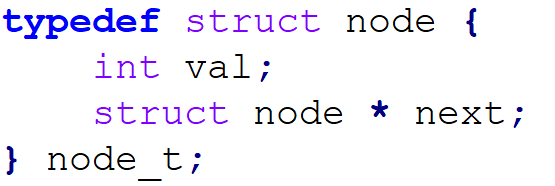 typedef struct node {
    int val;
    struct node * next;
} node_t;